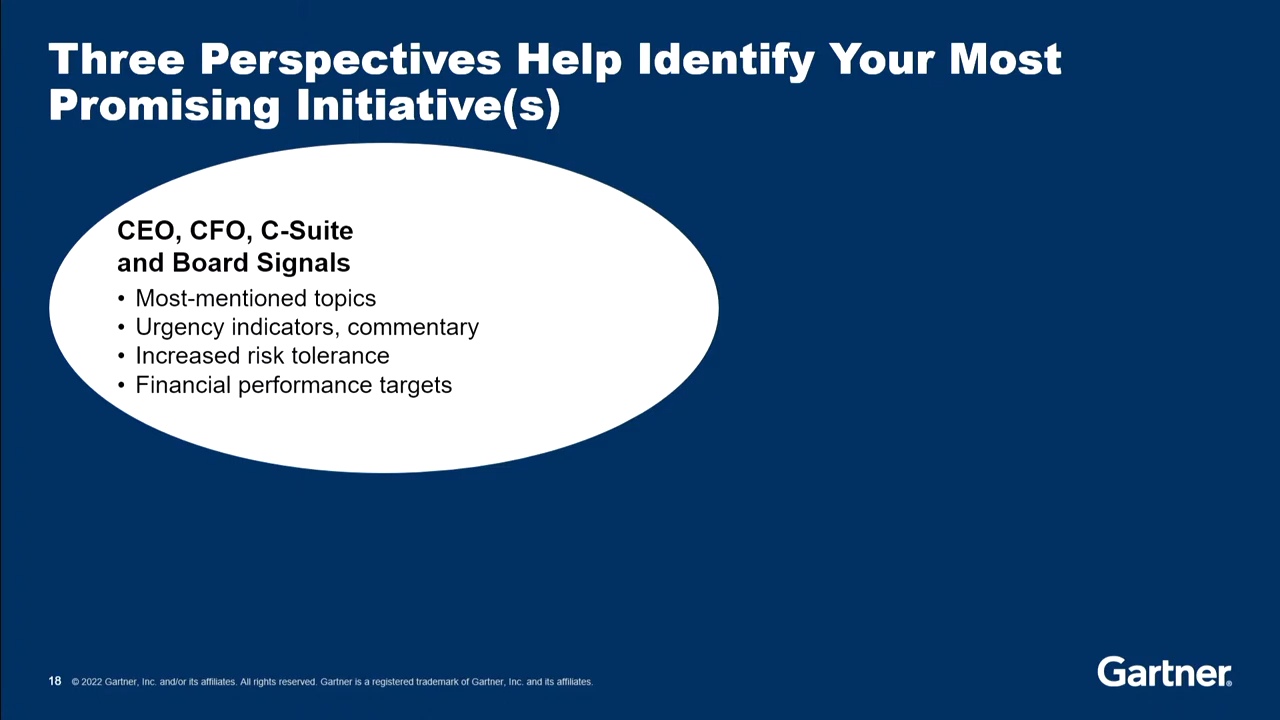 Three Perspectives Help Identify Your Most
Promising Initiative(s)
CEO, CFO, C-Suite
and Board Signals
• Most-mentioned topics
• Urgency indicators, commentary
• Increased risk tolerance
• Financial performance targets
18 © 2022 Gartner, Inc. and/or its affiliates. All rights reserved. Gartner is a registered trademark of Gartner, Inc. and its affiliates.
Gartner®